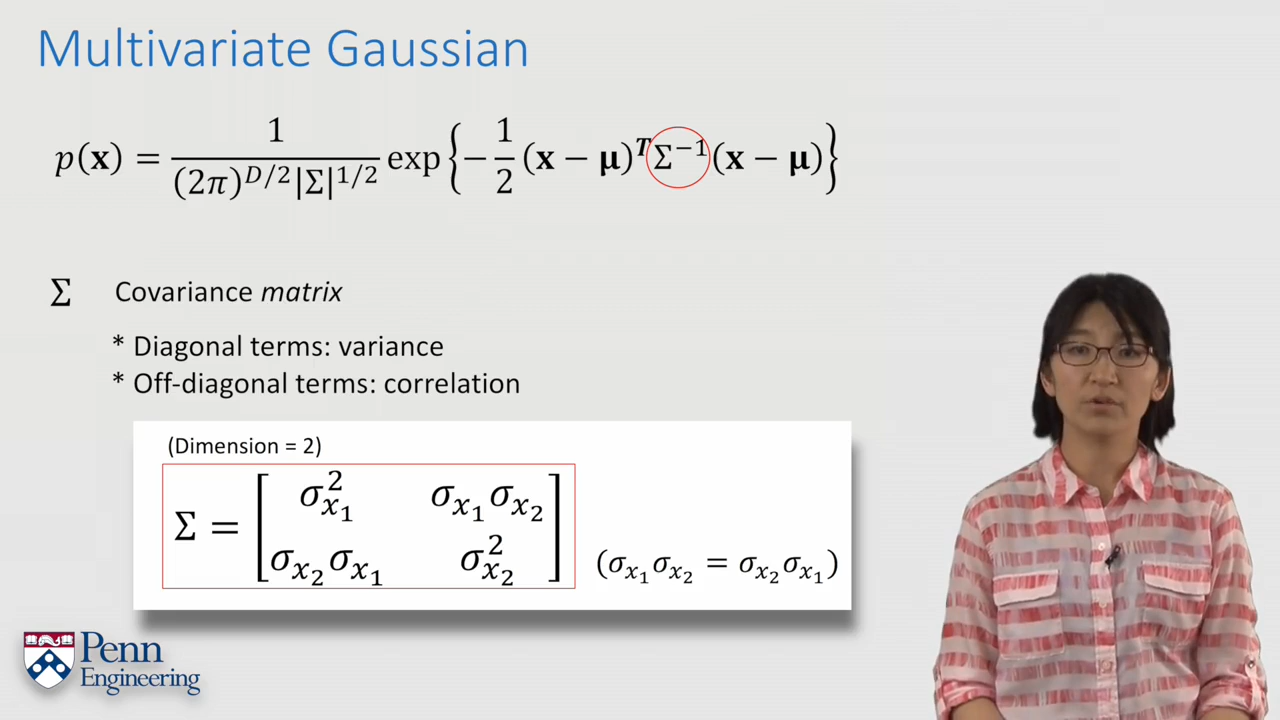 Multivariate Gaussian
p(𝐱) = 1 / ((2π)^{D/2}|Σ|^{1/2}) exp{−1/2 (𝐱 − 𝛍)^𝑻 Σ^{−1} (𝐱 − 𝛍)}
Σ Covariance matrix
* Diagonal terms: variance
* Off-diagonal terms: correlation
(Dimension = 2)
Σ = [σ_{x_1}^2 σ_{x_1}σ_{x_2}
σ_{x_2}σ_{x_1} σ_{x_2}^2] (σ_{x_1}σ_{x_2} = σ_{x_2}σ_{x_1})
Penn
Engineering